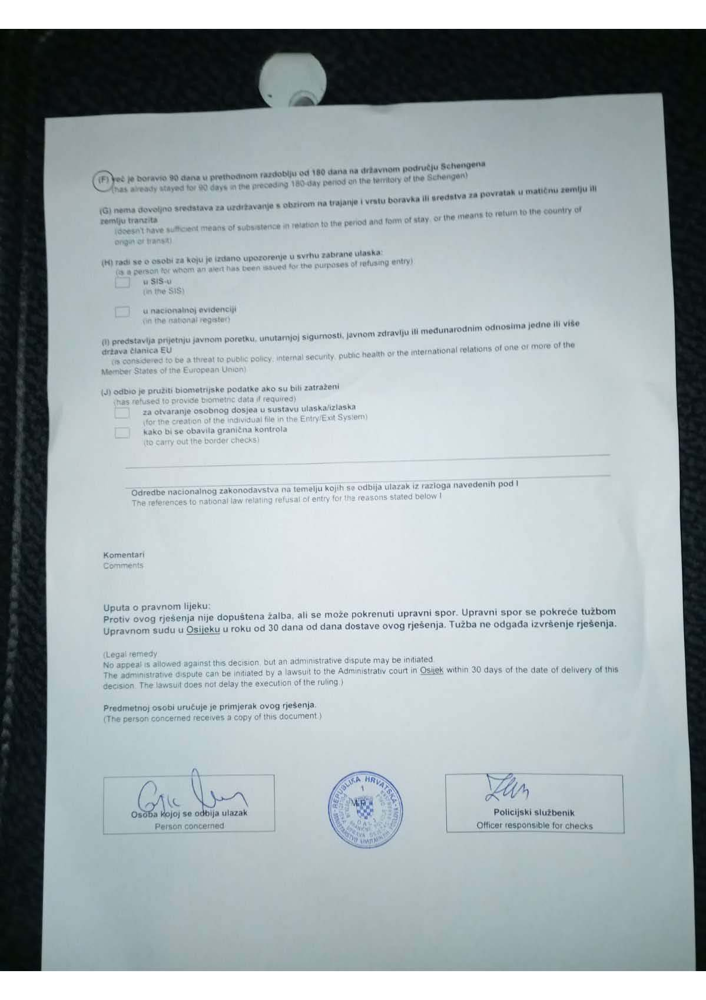 (F) već je boravio 90 dana u prethodnom razdoblju od 180 dana na državnom području Schengena
(has already stayed for 90 days in the preceding 180-day period on the territory of the Schengen)
(G) nema dovoljno sredstava za uzdržavanje s obzirom na trajanje i vrstu boravka ili sredstva za povratak u matičnu zemlju ili
zemlju tranzita
(doesn't have sufficient means of subsistence in relation to the period and form of stay, or the means to return to the country of
origin or transit)
(H) radi se o osobi za koju je izdano upozorenje u svrhu zabrane ulaska:
(is a person for whom an alert has been issued for the purposes of refusing entry)
u SIS-u
(in the SIS)
u nacionalnoj evidenciji
(in the national register)
(I) predstavlja prijetnju javnom poretku, unutarnjoj sigurnosti, javnom zdravlju ili međunarodnim odnosima jedne ili više
država članica EU
(is considered to be a threat to public policy, internal security, public health or the international relations of one or more of the
Member States of the European Union)
(J) odbio je pružiti biometrijske podatke ako su bili zatraženi
(has refused to provide biometric data if required)
za otvaranje osobnog dosjea u sustavu ulaska/izlaska
(for the creation of the individual file in the Entry/Exit System)
kako bi se obavila granična kontrola
(to carry out the border checks)
Odredbe nacionalnog zakonodavstva na temelju kojih se odbija ulazak iz razloga navedenih pod I
The references to national law relating refusal of entry for the reasons stated below I
Komentari
Comments
Uputa o pravnom lijeku:
Protiv ovog rješenja nije dopuštena žalba, ali se može pokrenuti upravni spor. Upravni spor se pokreće tužbom
Upravnom sudu u Osijeku u roku od 30 dana od dana dostave ovog rješenja. Tužba ne odgađa izvršenje rješenja.
(Legal remedy
No appeal is allowed against this decision, but an administrative dispute may be initiated.
The administrative dispute can be initiated by a lawsuit to the Administrativ court in Osijek within 30 days of the date of delivery of this
decision. The lawsuit does not delay the execution of the ruling.)
Predmetnoj osobi uručuje je primjerak ovog rješenja.
(The person concerned receives a copy of this document.)
Osoba kojoj se odbija ulazak
Person concerned
REPUBLIKA HRVATSKA
1
M.P.
MINISTARSTVO UNUTARNJIH POSLOVA
DALJ
Policijski službenik
Officer responsible for checks